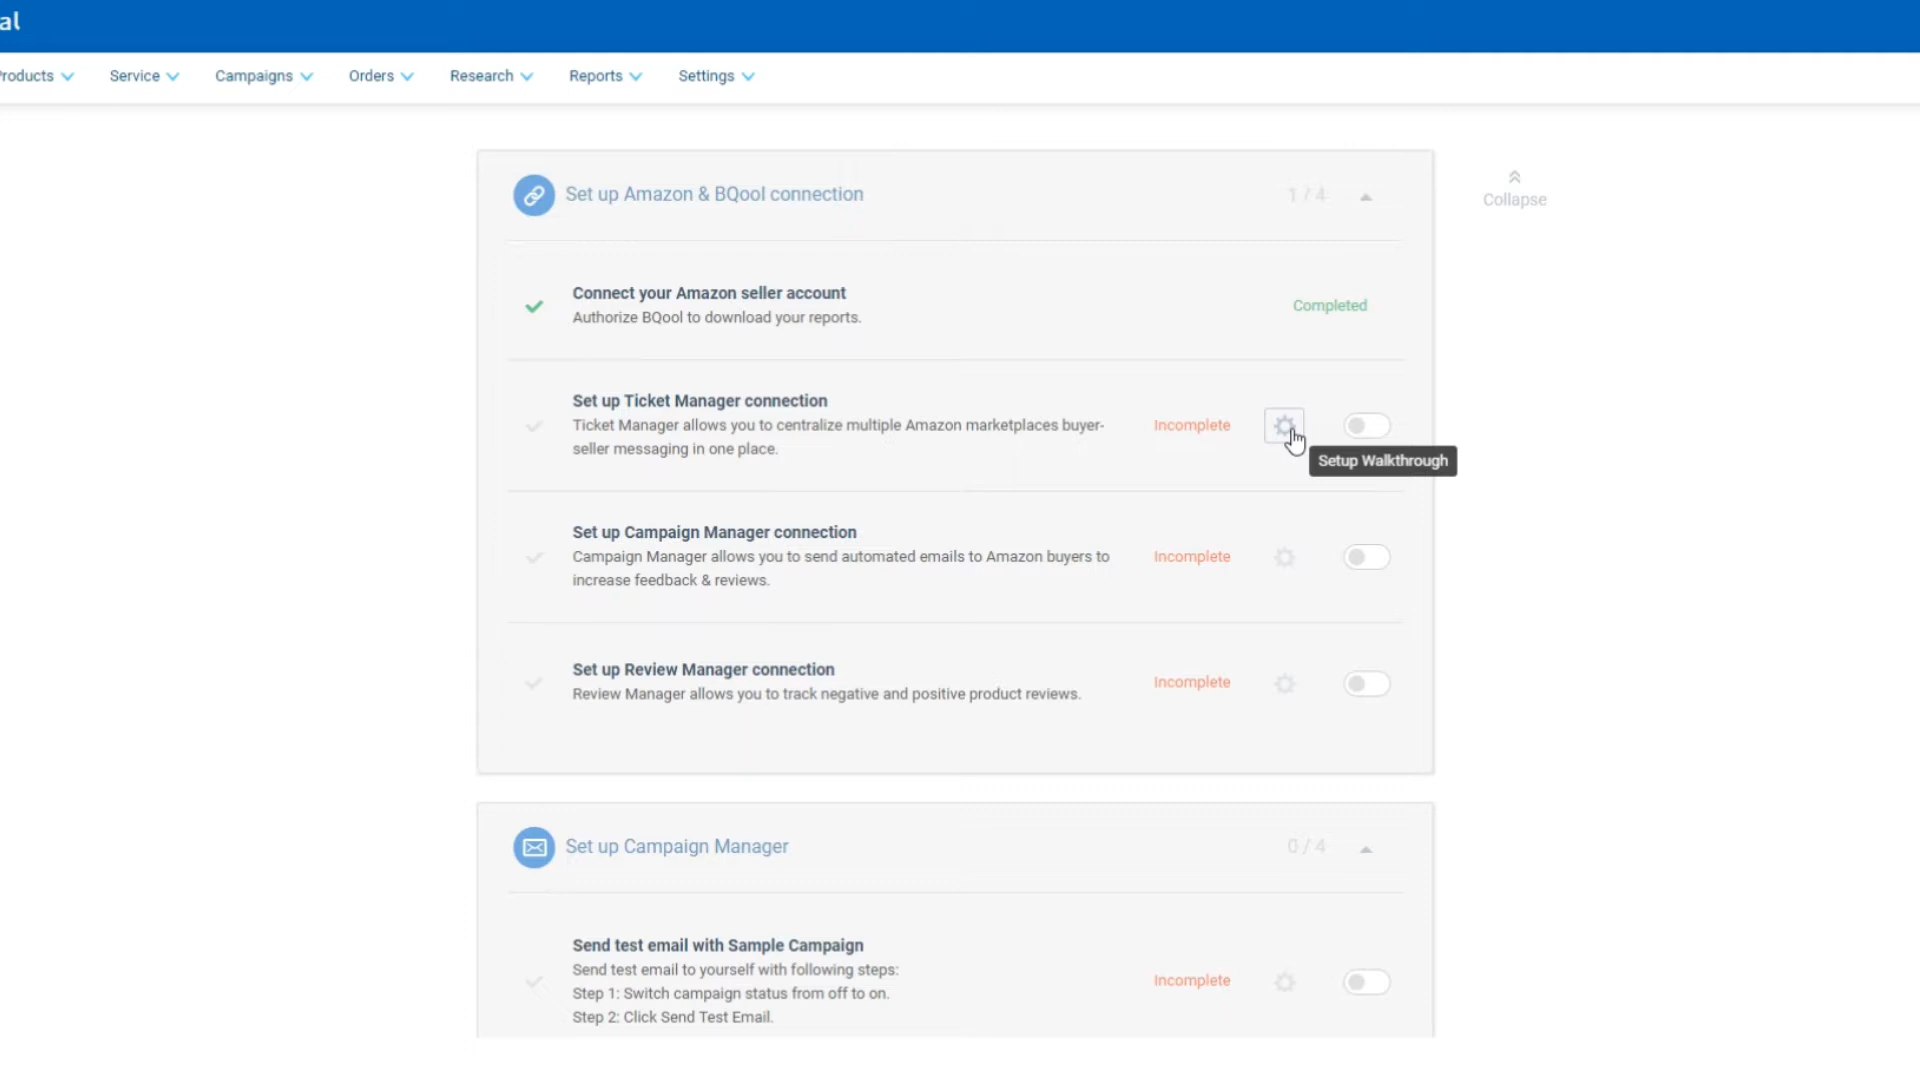 al
Products
Service
Campaigns
Orders
Research
Reports
Settings
Set up Amazon & BQool connection
1 / 4
Collapse
Connect your Amazon seller account
Authorize BQool to download your reports.
Completed
Set up Ticket Manager connection
Ticket Manager allows you to centralize multiple Amazon marketplaces buyer-
seller messaging in one place.
Incomplete
Setup Walkthrough
Set up Campaign Manager connection
Campaign Manager allows you to send automated emails to Amazon buyers to
increase feedback & reviews.
Incomplete
Set up Review Manager connection
Review Manager allows you to track negative and positive product reviews.
Incomplete
Set up Campaign Manager
0 / 4
Send test email with Sample Campaign
Send test email to yourself with following steps:
Step 1: Switch campaign status from off to on.
Step 2: Click Send Test Email.
Incomplete